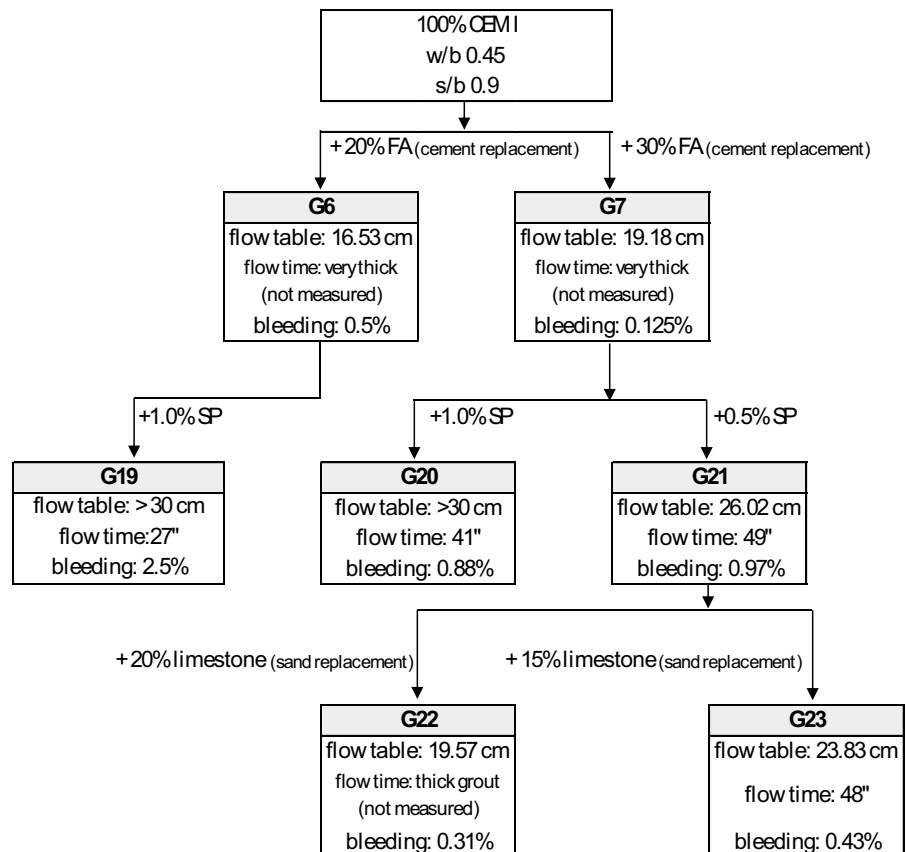 100% CEM I
w/b 0.45
s/b 0.9
+ 20% FA (cement replacement)
+ 30% FA (cement replacement)
G6
flow table: 16.53 cm
flow time: very thick
(not measured)
bleeding: 0.5%
G7
flow table: 19.18 cm
flow time: very thick
(not measured)
bleeding: 0.125%
+1.0% SP
+1.0% SP
+0.5% SP
G19
flow table: > 30 cm
flow time:27"
bleeding: 2.5%
G20
flow table: >30 cm
flow time: 41"
bleeding: 0.88%
G21
flow table: 26.02 cm
flow time: 49"
bleeding: 0.97%
+ 20% limestone (sand replacement)
+ 15% limestone (sand replacement)
G22
flow table: 19.57 cm
flow time: thick grout
(not measured)
bleeding: 0.31%
G23
flow table: 23.83 cm
flow time: 48"
bleeding: 0.43%